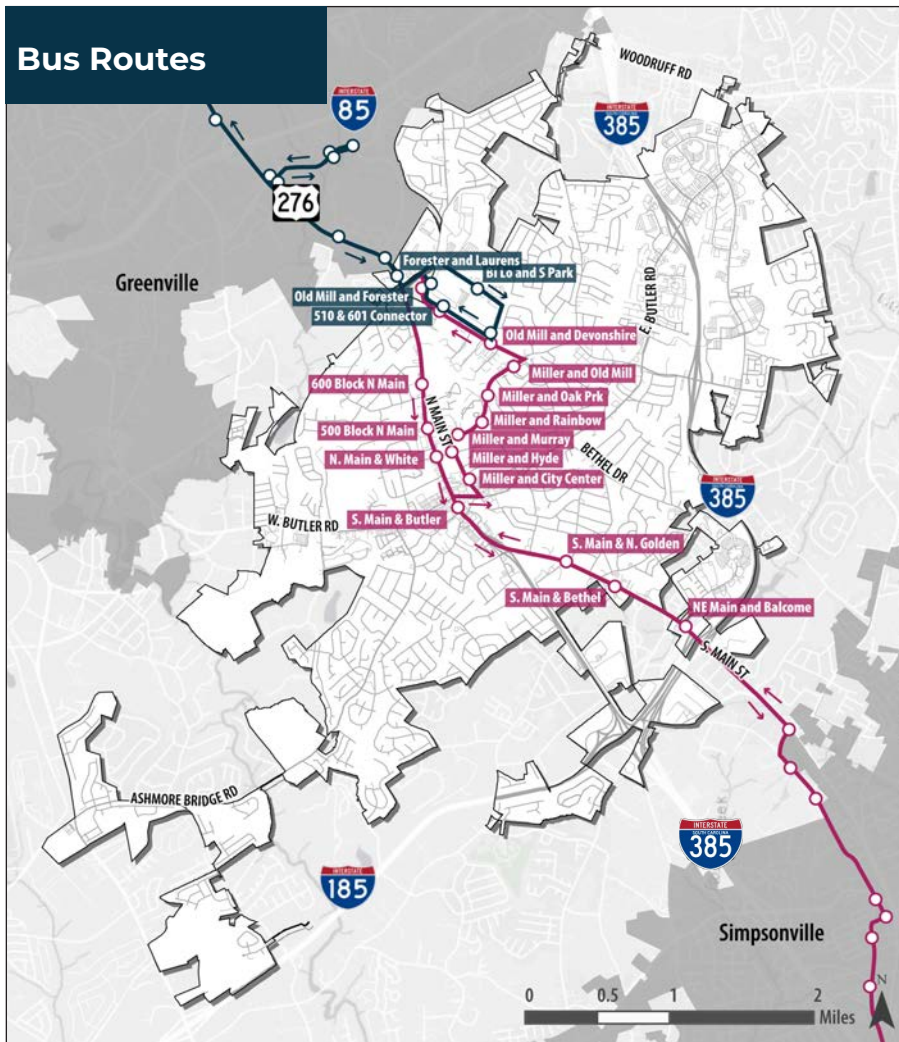 Bus Routes
WOODRUFF RD
INTERSTATE
85
INTERSTATE
SOUTH CAROLINA
385
276
Greenville
Forester and Laurens
Bi Lo and S Park
Old Mill and Forester
510 & 601 Connector
E. BUTLER RD
Old Mill and Devonshire
Miller and Old Mill
600 Block N Main
Miller and Oak Prk
N MAIN ST
Miller and Rainbow
500 Block N Main
Miller and Murray
N. Main & White
Miller and Hyde
BETHEL DR
Miller and City Center
INTERSTATE
SOUTH CAROLINA
385
W. BUTLER RD
S. Main & Butler
S. Main & N. Golden
S. Main & Bethel
NE Main and Balcome
S. MAIN ST
ASHMORE BRIDGE RD
INTERSTATE
SOUTH CAROLINA
385
INTERSTATE
185
Simpsonville
N
0 0.5 1 2
Miles